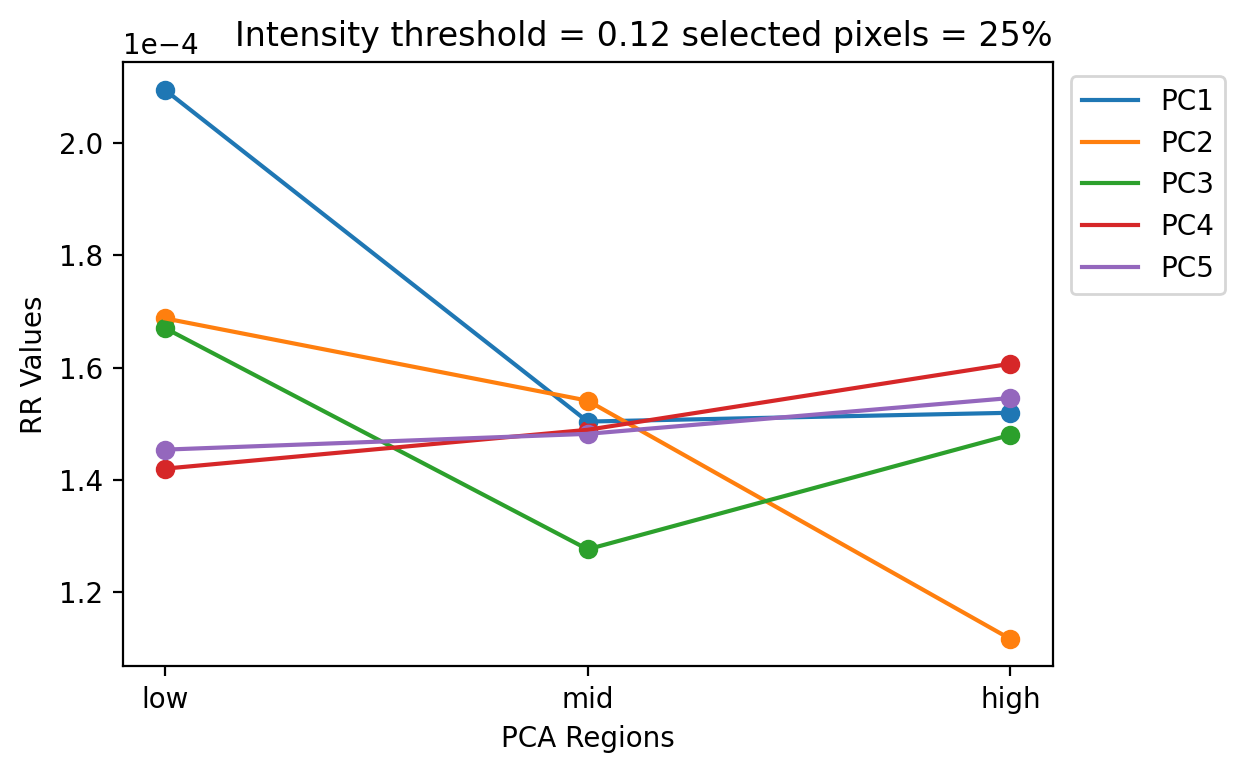 Intensity threshold = 0.12 selected pixels = 25%
1e−4
2.0
1.8
1.6
1.4
1.2
RR Values
low mid high
PCA Regions
PC1
PC2
PC3
PC4
PC5